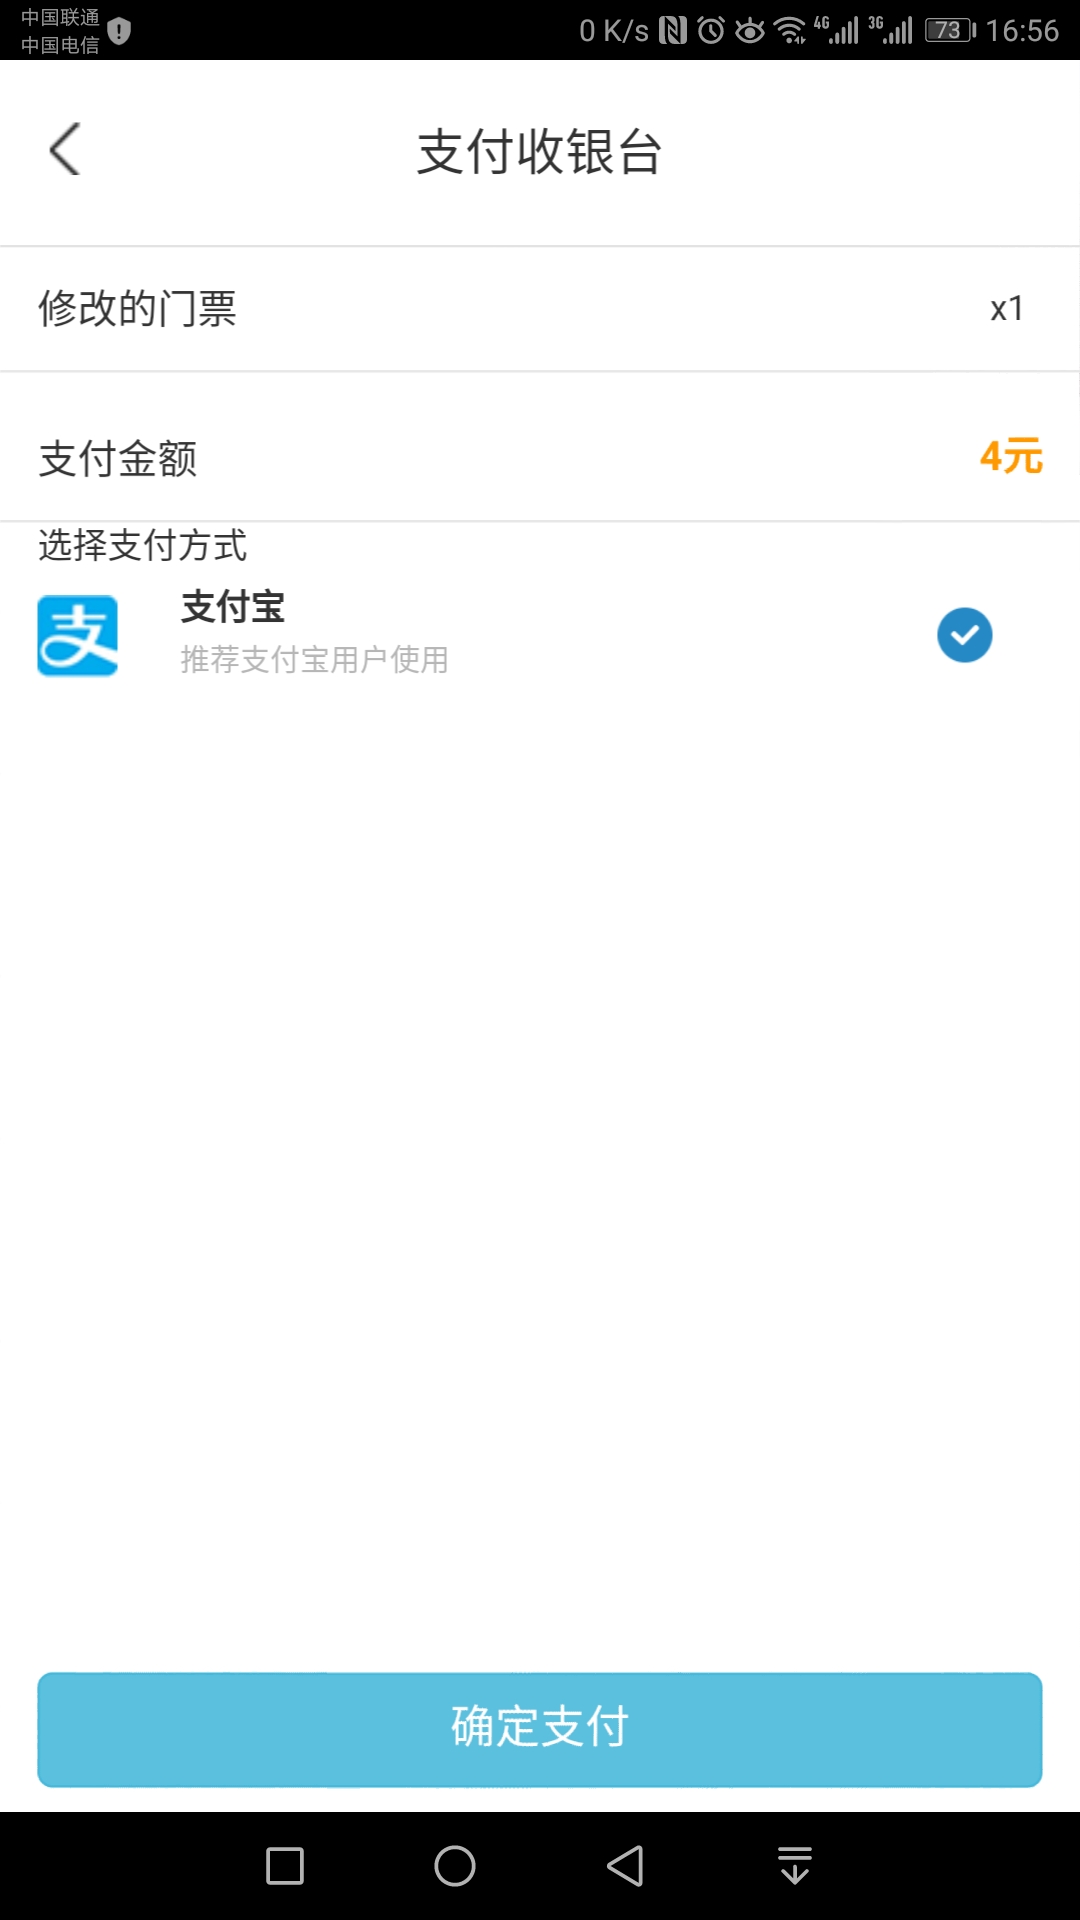 中国联通
中国电信
0 K/s 4G 3G 73 16:56
支付收银台
修改的门票 x1
支付金额 4元
选择支付方式
支 支付宝
推荐支付宝用户使用
确定支付